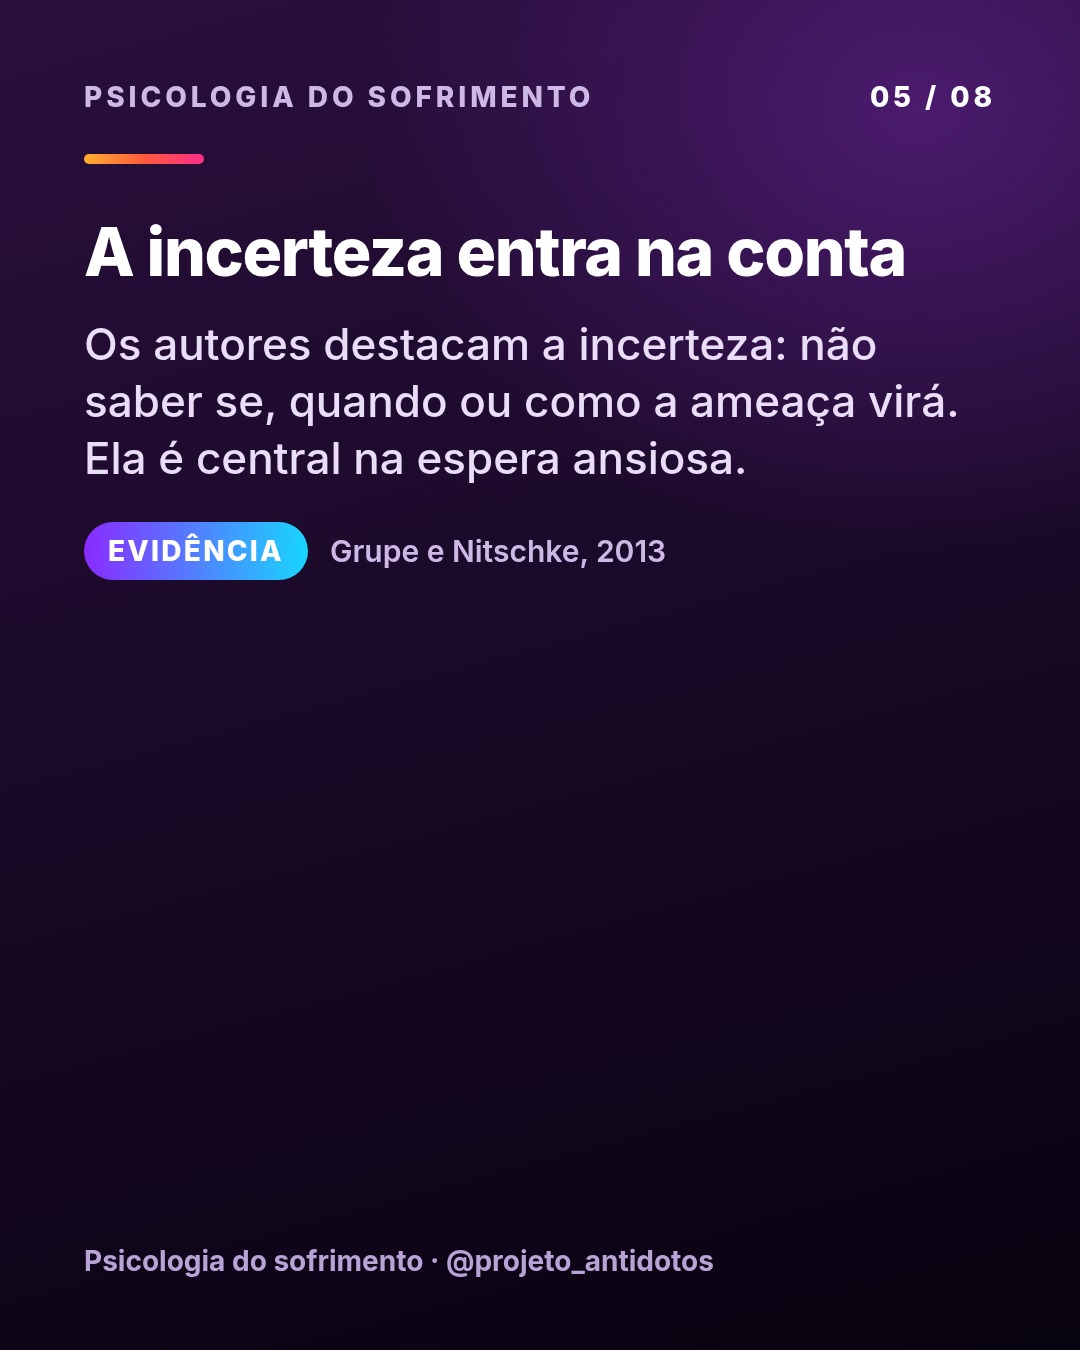 PSICOLOGIA DO SOFRIMENTO
05 / 08
A incerteza entra na conta
Os autores destacam a incerteza: não
saber se, quando ou como a ameaça virá.
Ela é central na espera ansiosa.
EVIDÊNCIA
Grupe e Nitschke, 2013
Psicologia do sofrimento · @projeto_antidotos